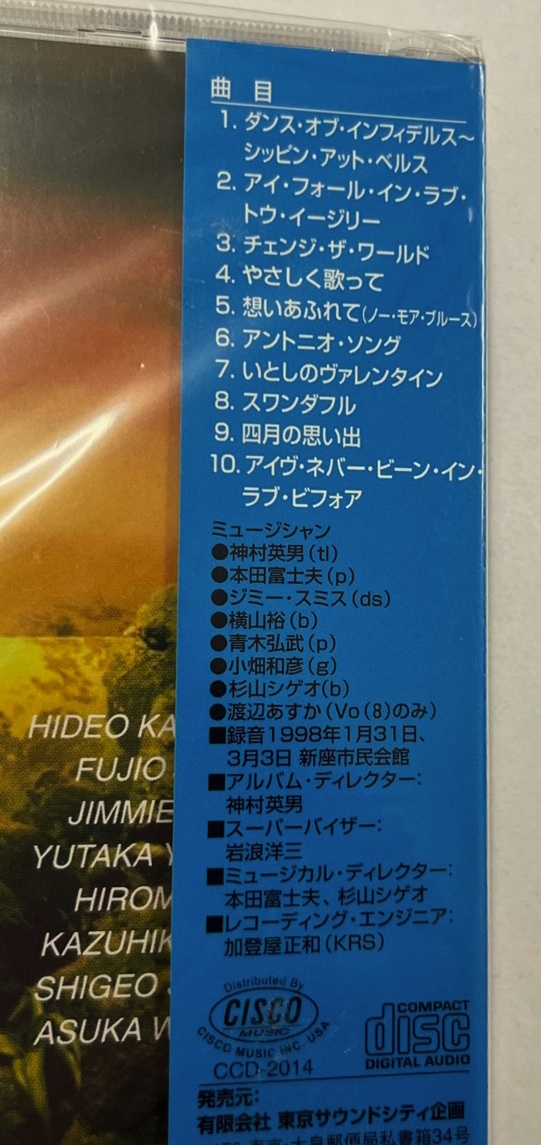 曲 目
1. ダンス・オブ・インフィデルス〜
シッピン・アット・ベルス
2. アイ・フォール・イン・ラブ・
トゥ・イージリー
3. チェンジ・ザ・ワールド
4. やさしく歌って
5. 想いあふれて(ノー・モア・ブルース)
6. アントニオ・ソング
7. いとしのヴァレンタイン
8. スワンダフル
9. 四月の思い出
10. アイヴ・ネバー・ビーン・イン・
ラブ・ビフォア
ミュージシャン
●神村英男(tl)
●本田富士夫(p)
●ジミー・スミス(ds)
●横山裕(b)
●青木弘武(p)
●小畑和彦(g)
●杉山シゲオ(b)
●渡辺あすか(Vo(8)のみ)
■録音1998年1月31日、
3月3日 新座市民会館
■アルバム・ディレクター:
神村英男
■スーパーバイザー:
岩浪洋三
■ミュージカル・ディレクター:
本田富士夫、杉山シゲオ
■レコーディング・エンジニア:
加登屋正和(KRS)
HIDEO KA
FUJIO
JIMMIE
YUTAKA Y
HIROM
KAZUHIK
SHIGEO
ASUKA W
Distributed By
CISCO
MUSIC
CISCO MUSIC INC. USA
CCD-2014
COMPACT
disc
DIGITAL AUDIO
発売元:
有限会社 東京サウンドシティ企画
東京・大泉郵便局私書箱34号